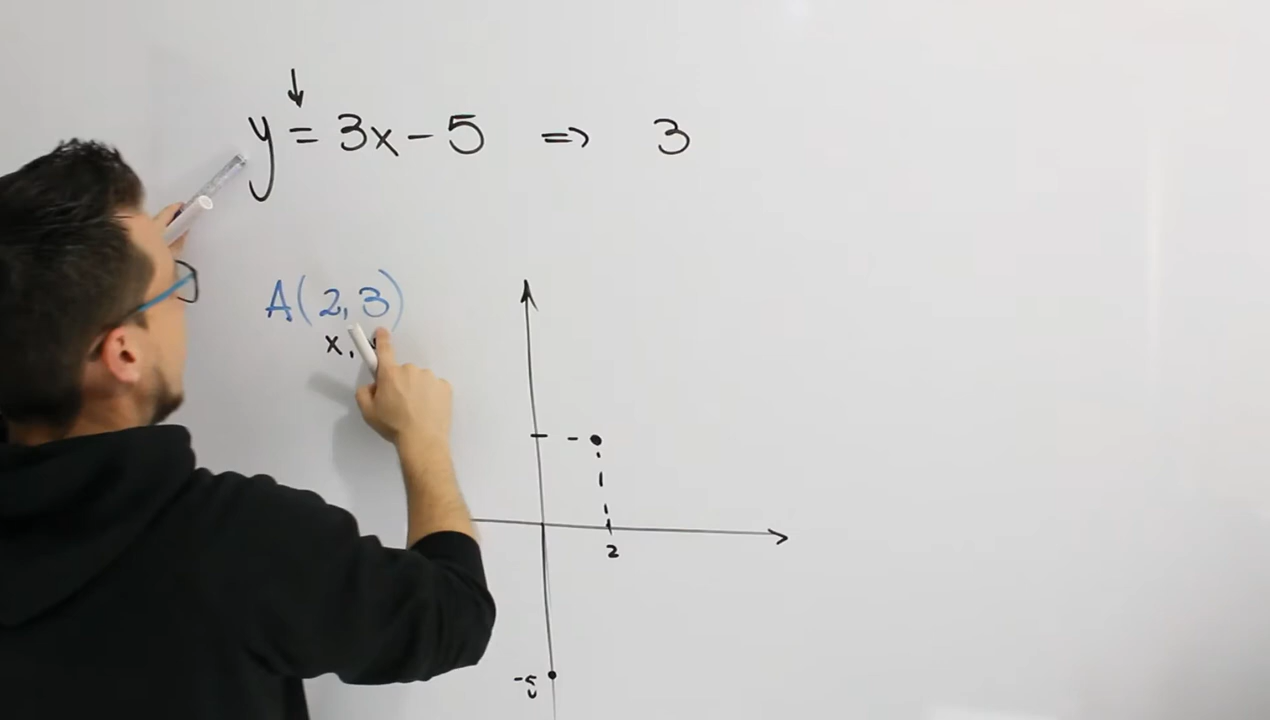 y = 3x - 5 => 3
A(2,3)
x,
2
-5